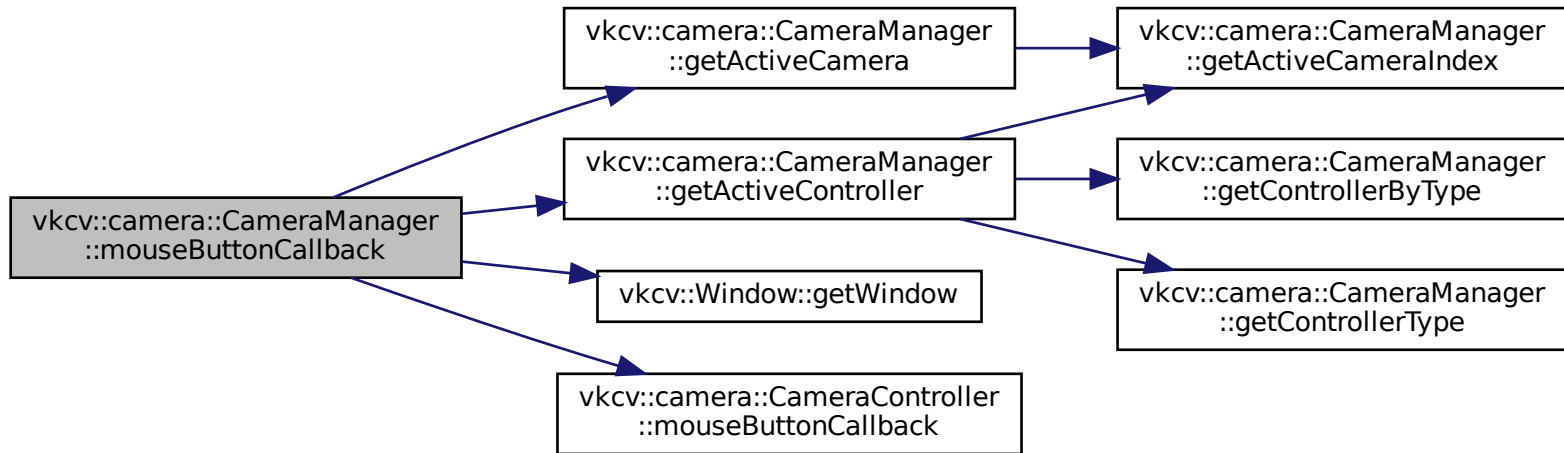 vkcv::camera::CameraManager
::mouseButtonCallback
vkcv::camera::CameraManager
::getActiveCamera
vkcv::camera::CameraManager
::getActiveController
vkcv::Window::getWindow
vkcv::camera::CameraController
::mouseButtonCallback
vkcv::camera::CameraManager
::getActiveCameraIndex
vkcv::camera::CameraManager
::getControllerByType
vkcv::camera::CameraManager
::getControllerType